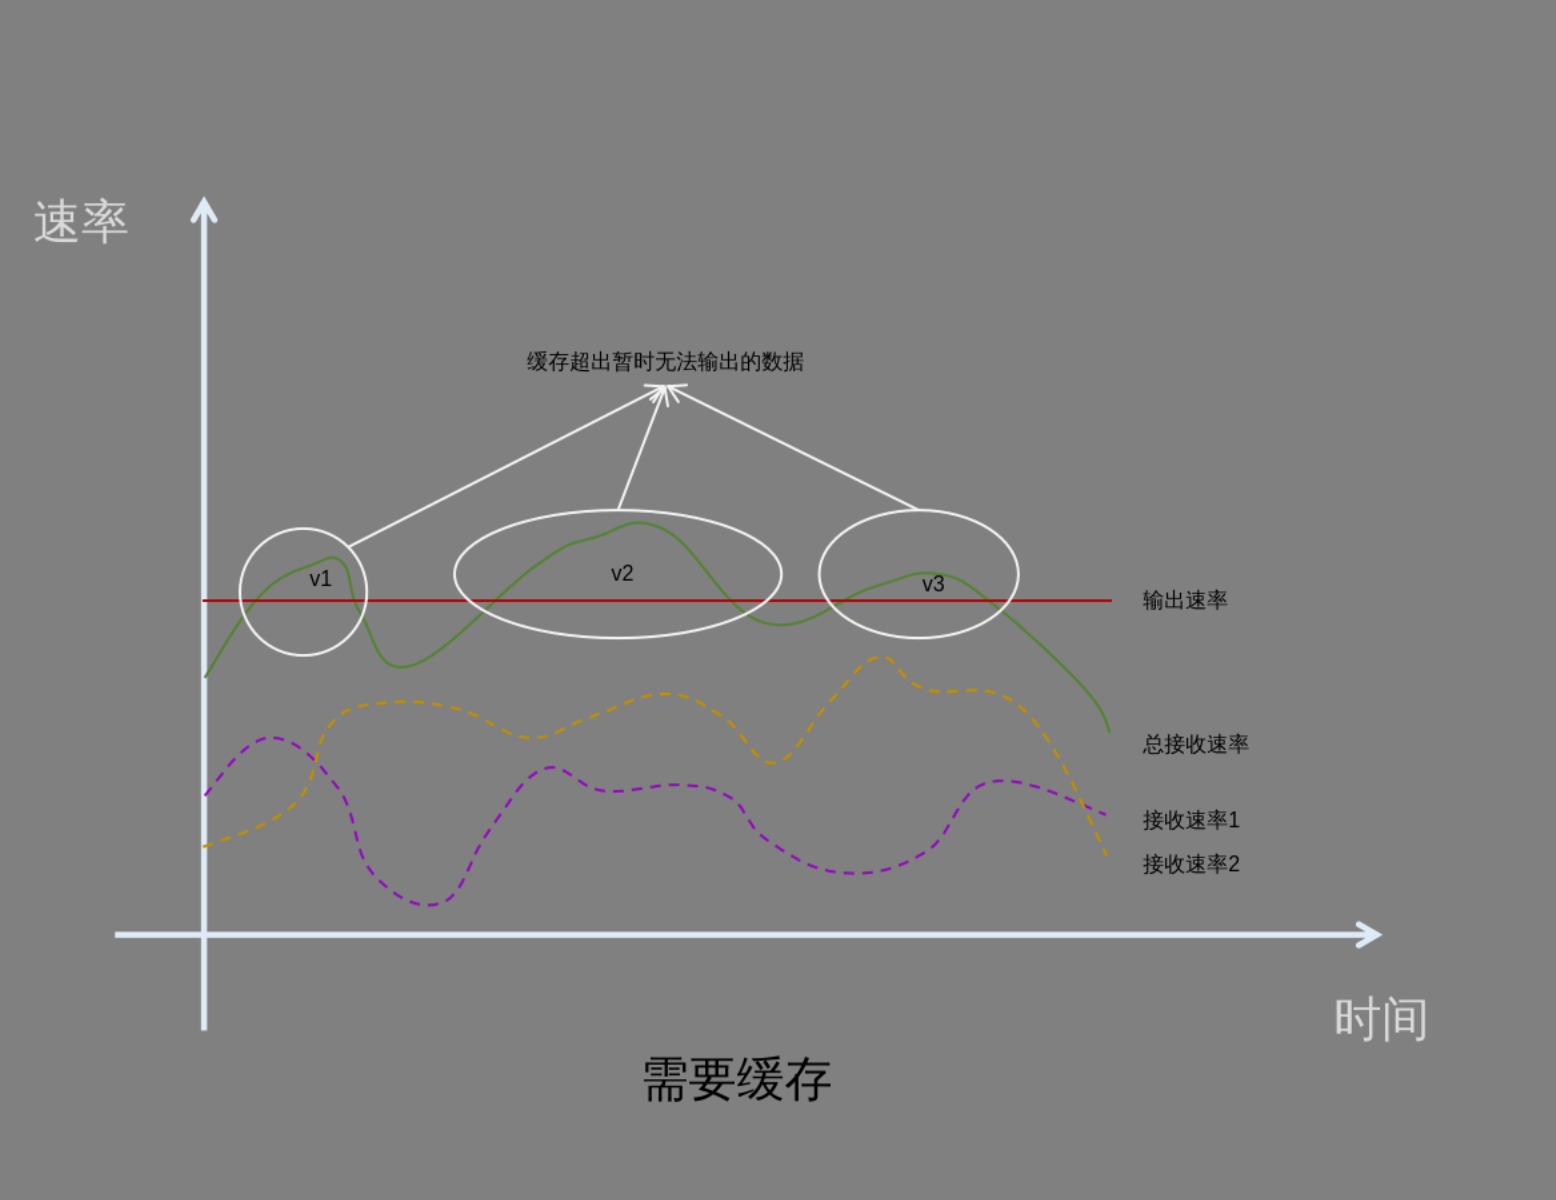 速率
缓存超出暂时无法输出的数据
v1
v2
v3
输出速率
总接收速率
接收速率1
接收速率2
时间
需要缓存